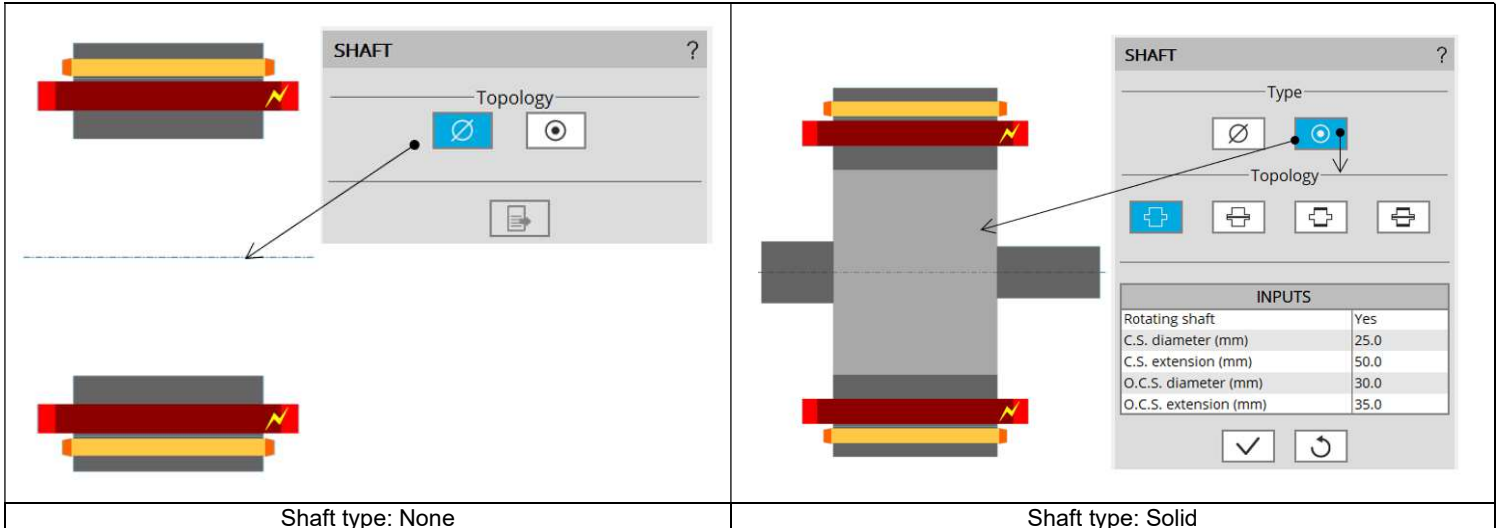 SHAFT ?
Topology
Shaft type: None
SHAFT ?
Type
Topology
INPUTS
Rotating shaft Yes
C.S. diameter (mm) 25.0
C.S. extension (mm) 50.0
O.C.S. diameter (mm) 30.0
O.C.S. extension (mm) 35.0
Shaft type: Solid